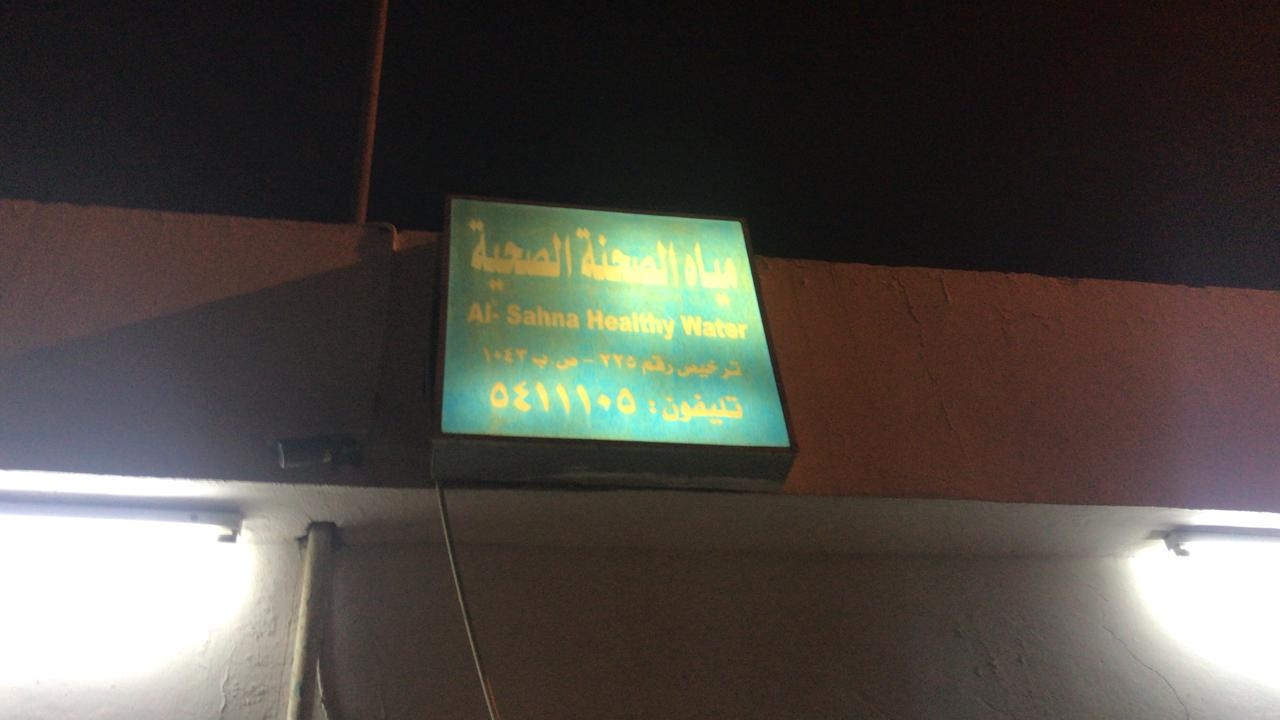 مياه الصحنة الصحية
Al- Sahna Healthy Water
ترخيص رقم ٢٢٥ - ص ب ١٠٤٣
تليفون: ٥٤١١١٠٥